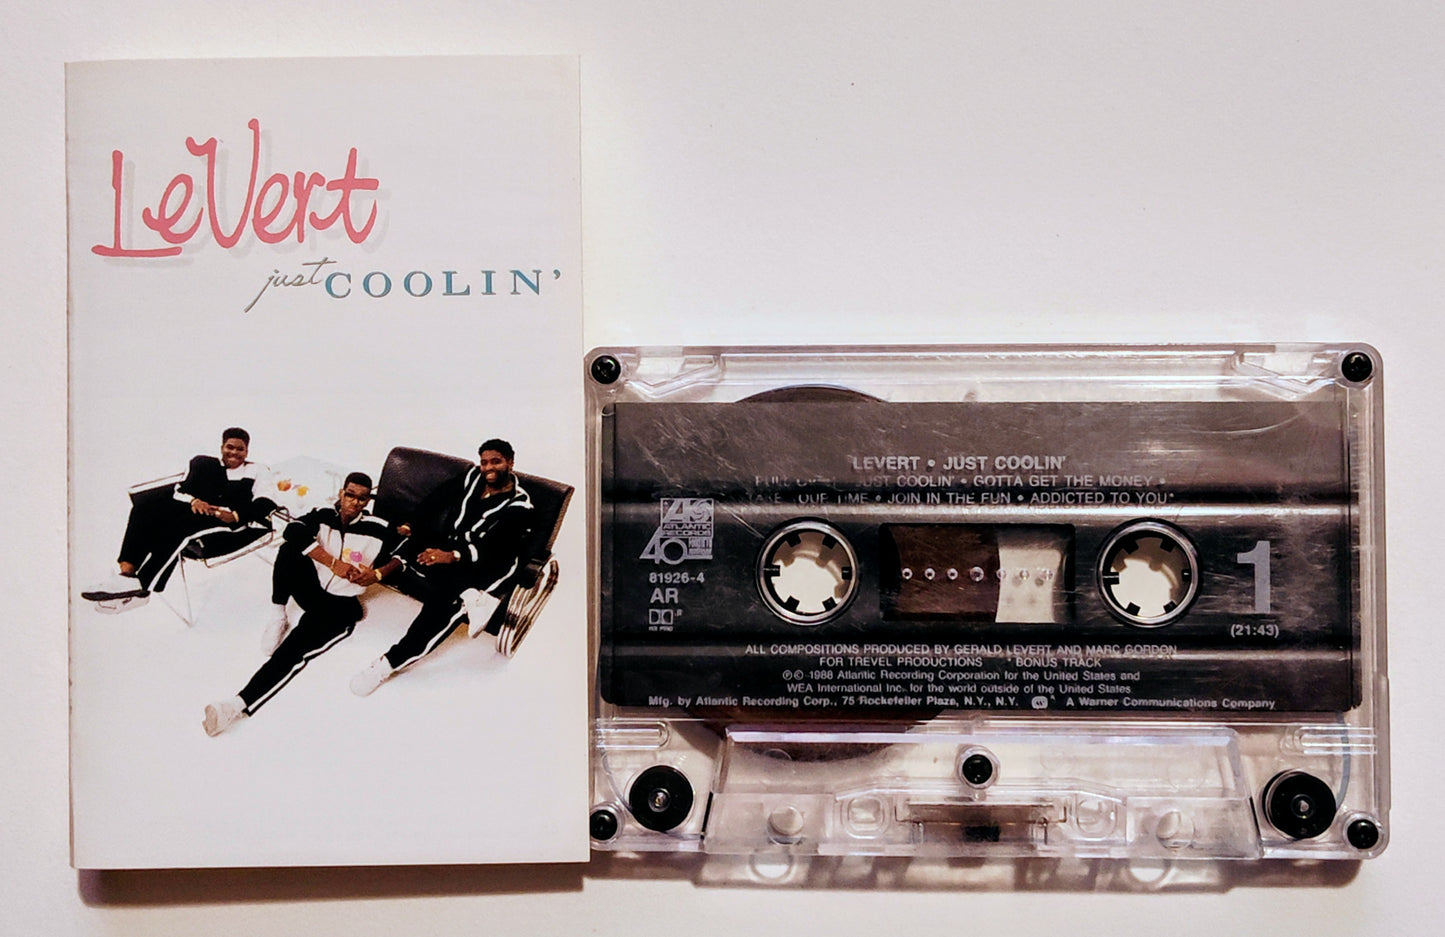 LeVert
just COOLIN'
LEVERT • JUST COOLIN'
JUST COOLIN' • GOTTA GET THE MONEY •
TIME • JOIN IN THE FUN • ADDICTED TO YOU*
ATLANTIC
RECORDS
40
81926-4
AR
1
(21:43)
ALL COMPOSITIONS PRODUCED BY GERALD LEVERT AND MARC GORDON
FOR TREVEL PRODUCTIONS *BONUS TRACK
℗© 1988 Atlantic Recording Corporation for the United States and
WEA International Inc. for the world outside of the United States
Mfg. by Atlantic Recording Corp., 75 Rockefeller Plaza, N.Y., N.Y. A Warner Communications Company